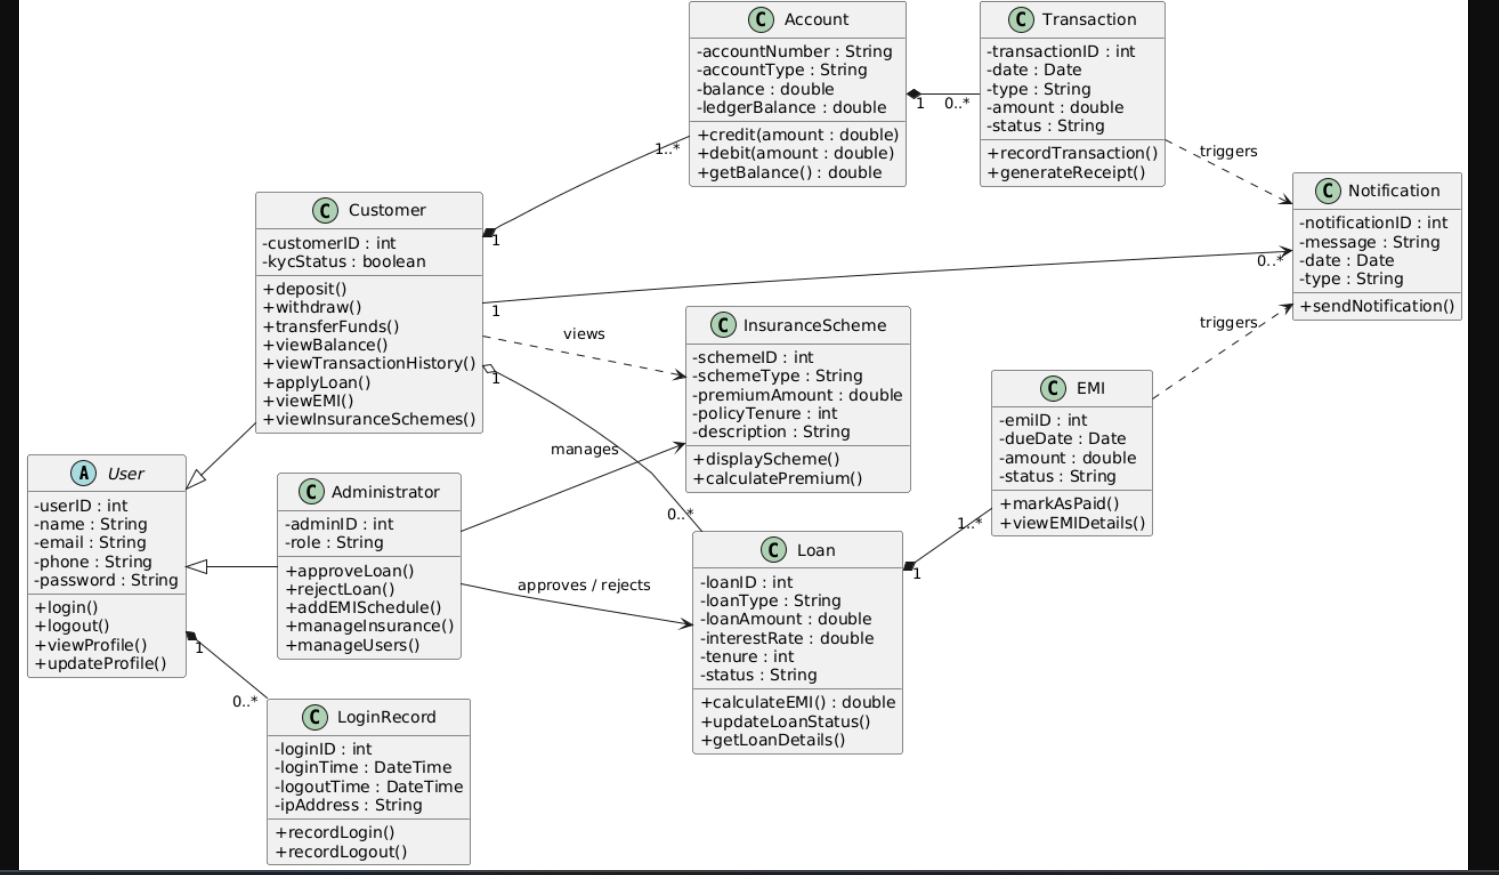 C Account
-accountNumber : String
-accountType : String
-balance : double
-ledgerBalance : double
+credit(amount : double)
+debit(amount : double)
+getBalance() : double
1
0..*
C Transaction
-transactionID : int
-date : Date
-type : String
-amount : double
-status : String
+recordTransaction()
+generateReceipt()
triggers
1..*
1
C Customer
-customerID : int
-kycStatus : boolean
+deposit()
+withdraw()
+transferFunds()
+viewBalance()
+viewTransactionHistory()
+applyLoan()
+viewEMI()
+viewInsuranceSchemes()
1
0..*
C Notification
-notificationID : int
-message : String
-date : Date
-type : String
+sendNotification()
views
1
triggers
C InsuranceScheme
-schemeID : int
-schemeType : String
-premiumAmount : double
-policyTenure : int
-description : String
+displayScheme()
+calculatePremium()
manages
0..*
C EMI
-emiID : int
-dueDate : Date
-amount : double
-status : String
+markAsPaid()
+viewEMIDetails()
1..*
1
A User
-userID : int
-name : String
-email : String
-phone : String
-password : String
+login()
+logout()
+viewProfile()
+updateProfile()
1
0..*
C Administrator
-adminID : int
-role : String
+approveLoan()
+rejectLoan()
+addEMISchedule()
+manageInsurance()
+manageUsers()
approves / rejects
C Loan
-loanID : int
-loanType : String
-loanAmount : double
-interestRate : double
-tenure : int
-status : String
+calculateEMI() : double
+updateLoanStatus()
+getLoanDetails()
C LoginRecord
-loginID : int
-loginTime : DateTime
-logoutTime : DateTime
-ipAddress : String
+recordLogin()
+recordLogout()